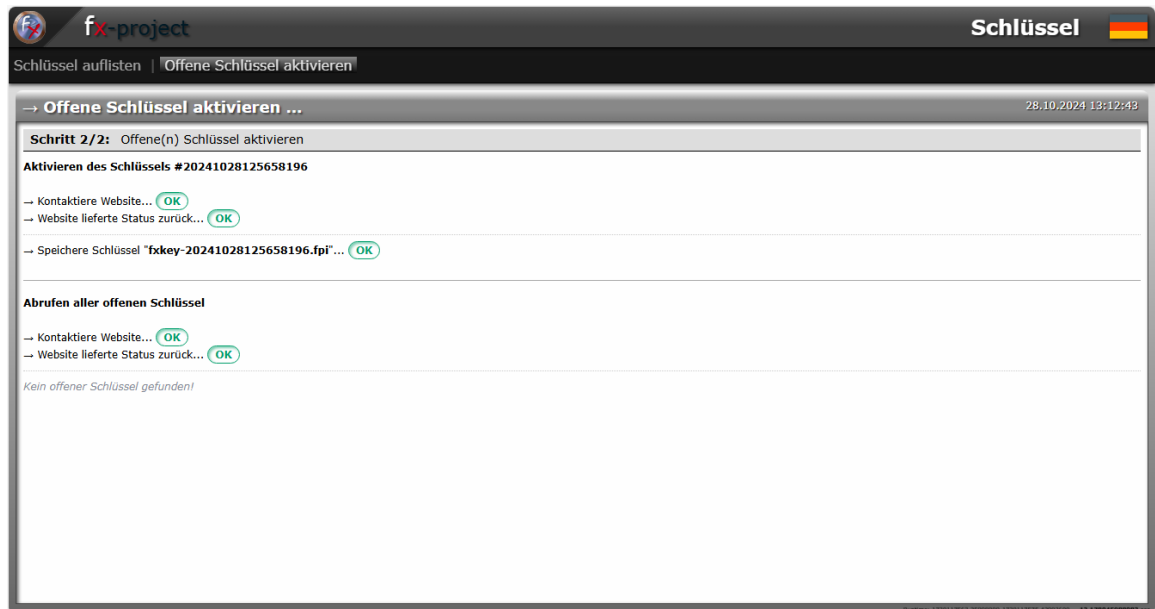 fx-project
Schlüssel
Schlüssel auflisten | Offene Schlüssel aktivieren
→ Offene Schlüssel aktivieren ...
28.10.2024 13:12:43
Schritt 2/2: Offene(n) Schlüssel aktivieren
Aktivieren des Schlüssels #20241028125658196
→ Kontaktiere Website... OK
→ Website lieferte Status zurück... OK
→ Speichere Schlüssel "fxkey-20241028125658196.fpi"... OK
Abrufen aller offenen Schlüssel
→ Kontaktiere Website... OK
→ Website lieferte Status zurück... OK
Kein offener Schlüssel gefunden!